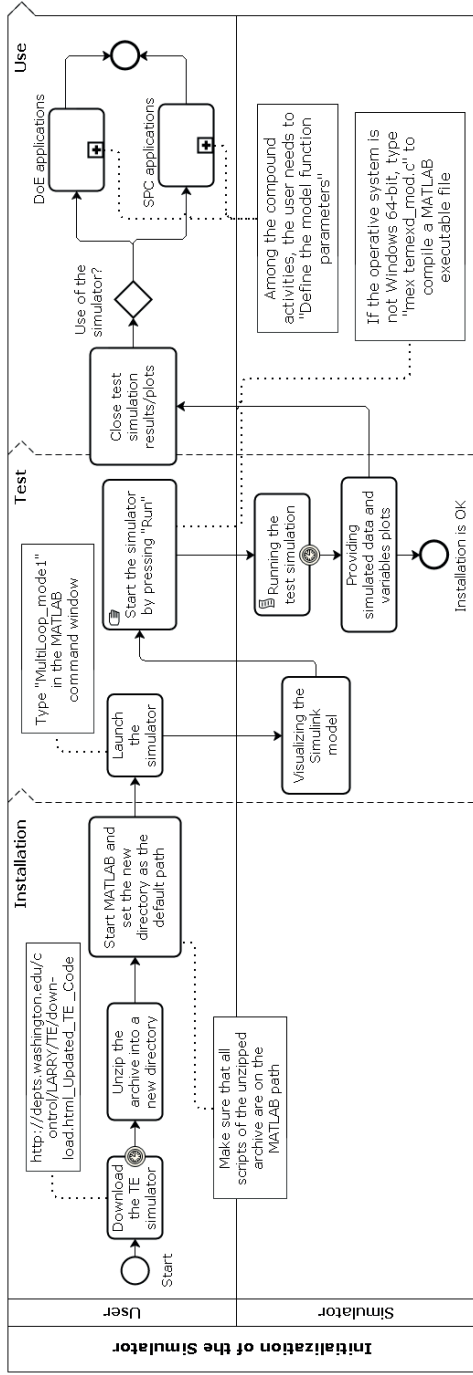 Initialization of the Simulator
User
Simulator
Installation
Test
Use
http://depts.washington.edu/c
ontrol/LARRY/TE/down-
load.html_Updated_TE _Code
Start
Download
the TE
simulator
Unzip the
archive into a
new directory
Start MATLAB and
set the new
directory as the
default path
Make sure that all
scripts of the unzipped
archive are on the
MATLAB path
Type "MultiLoop_mode1"
in the MATLAB
command window
Launch
the
simulator
Visualizing the
Simulink
model
Start the simulator
by pressing "Run"
Running the
test simulation
Providing
simulated data and
variables plots
Installation is OK
Close test
simulation
results/plots
Use of the
simulator?
DoE applications
SPC applications
Among the compound
activities, the user needs to
"Define the model function
parameters"
If the operative system is
not Windows 64-bit, type
"mex temexd_mod.c" to
compile a MATLAB
executable file